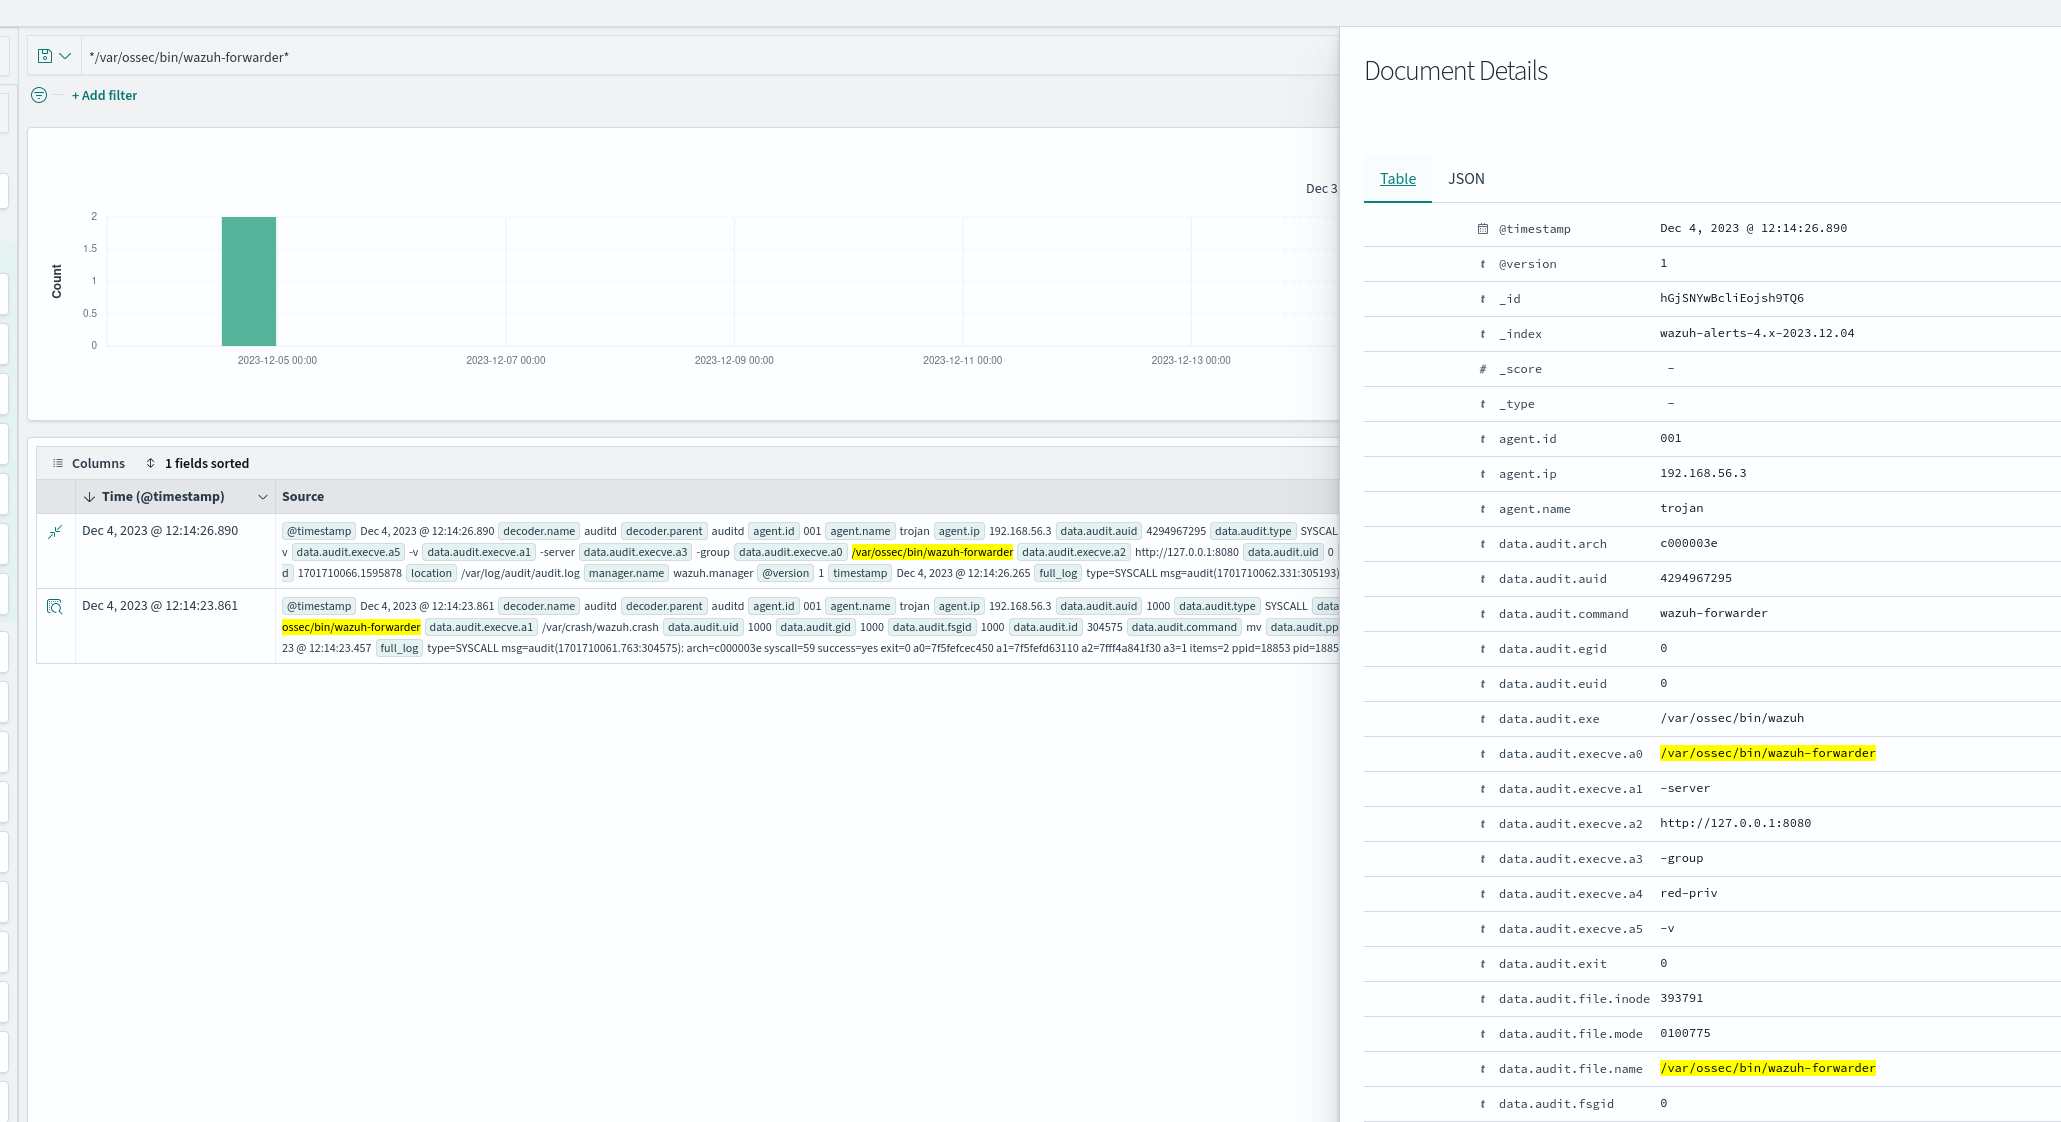 */var/ossec/bin/wazuh-forwarder*
+ Add filter
Dec 3
Count
2
1.5
1
0.5
0
2023-12-05 00:00 2023-12-07 00:00 2023-12-09 00:00 2023-12-11 00:00 2023-12-13 00:00
Columns 1 fields sorted
Time (@timestamp) Source
Dec 4, 2023 @ 12:14:26.890 @timestamp Dec 4, 2023 @ 12:14:26.890 decoder.name auditd decoder.parent auditd agent.id 001 agent.name trojan agent.ip 192.168.56.3 data.audit.auid 4294967295 data.audit.type SYSCAL
v data.audit.execve.a5 -v data.audit.execve.a1 -server data.audit.execve.a3 -group data.audit.execve.a0 /var/ossec/bin/wazuh-forwarder data.audit.execve.a2 http://127.0.0.1:8080 data.audit.uid 0
d 1701710066.1595878 location /var/log/audit/audit.log manager.name wazuh.manager @version 1 timestamp Dec 4, 2023 @ 12:14:26.265 full_log type=SYSCALL msg=audit(1701710062.331:305193)
Dec 4, 2023 @ 12:14:23.861 @timestamp Dec 4, 2023 @ 12:14:23.861 decoder.name auditd decoder.parent auditd agent.id 001 agent.name trojan agent.ip 192.168.56.3 data.audit.auid 1000 data.audit.type SYSCALL data
ossec/bin/wazuh-forwarder data.audit.execve.a1 /var/crash/wazuh.crash data.audit.uid 1000 data.audit.gid 1000 data.audit.fsgid 1000 data.audit.id 304575 data.audit.command mv data.audit.pp
23 @ 12:14:23.457 full_log type=SYSCALL msg=audit(1701710061.763:304575): arch=c000003e syscall=59 success=yes exit=0 a0=7f5fefcec450 a1=7f5fefd63110 a2=7fff4a841f30 a3=1 items=2 ppid=18853 pid=1885
Document Details
Table JSON
@timestamp Dec 4, 2023 @ 12:14:26.890
t @version 1
t _id hGjSNYwBcliEojsh9TQ6
t _index wazuh-alerts-4.x-2023.12.04
# _score -
t _type -
t agent.id 001
t agent.ip 192.168.56.3
t agent.name trojan
t data.audit.arch c000003e
t data.audit.auid 4294967295
t data.audit.command wazuh-forwarder
t data.audit.egid 0
t data.audit.euid 0
t data.audit.exe /var/ossec/bin/wazuh
t data.audit.execve.a0 /var/ossec/bin/wazuh-forwarder
t data.audit.execve.a1 -server
t data.audit.execve.a2 http://127.0.0.1:8080
t data.audit.execve.a3 -group
t data.audit.execve.a4 red-priv
t data.audit.execve.a5 -v
t data.audit.exit 0
t data.audit.file.inode 393791
t data.audit.file.mode 0100775
t data.audit.file.name /var/ossec/bin/wazuh-forwarder
t data.audit.fsgid 0